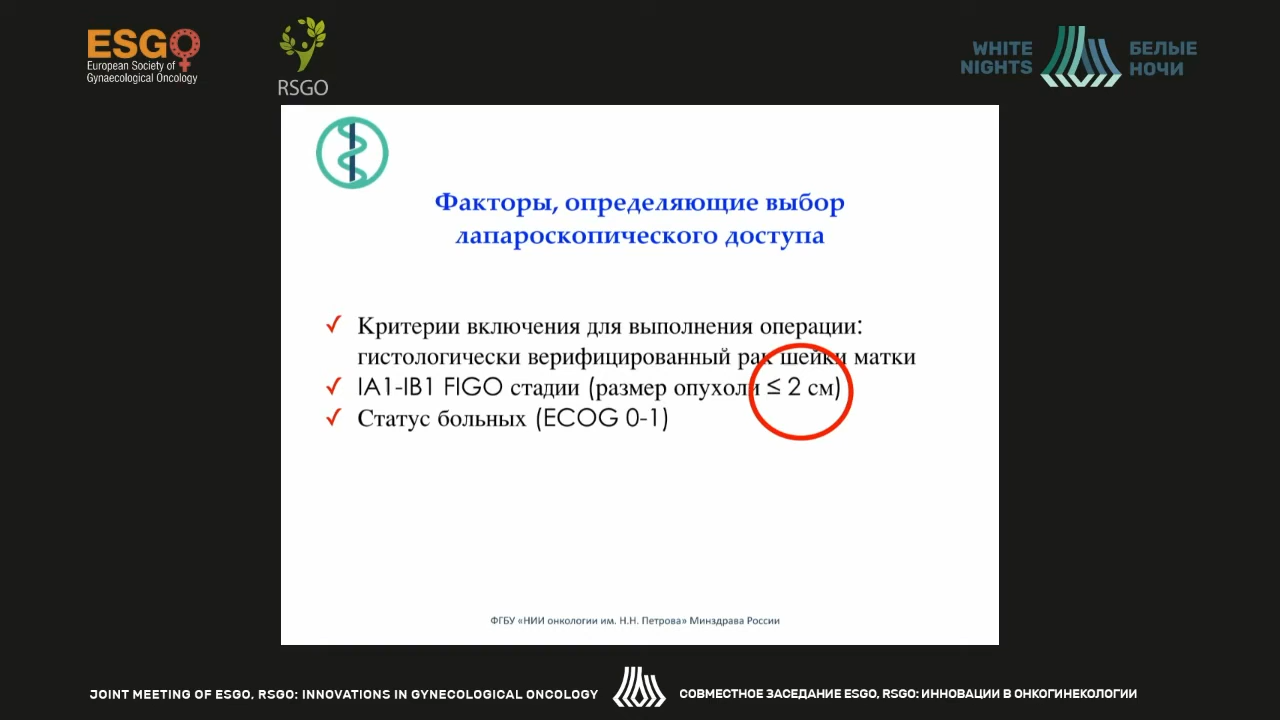 ESGO
European Society of
Gynaecological Oncology
RSGO
WHITE
NIGHTS
БЕЛЫЕ
НОЧИ
Факторы, определяющие выбор
лапароскопического доступа
✓ Критерии включения для выполнения операции:
гистологически верифицированный рак шейки матки
✓ IA1-IB1 FIGO стадии (размер опухоли ≤ 2 см)
✓ Статус больных (ECOG 0-1)
ФГБУ «НИИ онкологии им. Н.Н. Петрова» Минздрава России
JOINT MEETING OF ESGO, RSGO: INNOVATIONS IN GYNECOLOGICAL ONCOLOGY
СОВМЕСТНОЕ ЗАСЕДАНИЕ ESGO, RSGO: ИННОВАЦИИ В ОНКОГИНЕКОЛОГИИ